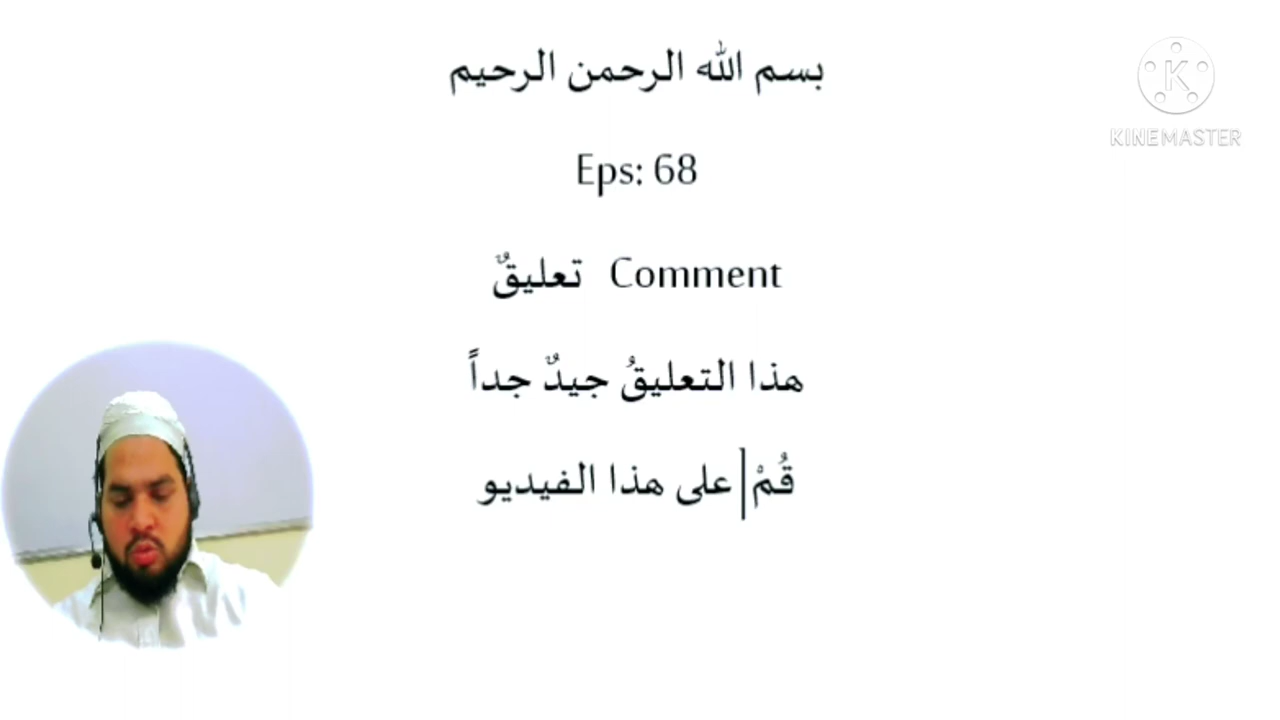 بسم الله الرحمن الرحيم
KINEMASTER
Eps: 68
تعليقٌ Comment
هذا التعليقُ جيدٌ جداً
قُمْ على هذا الفيديو